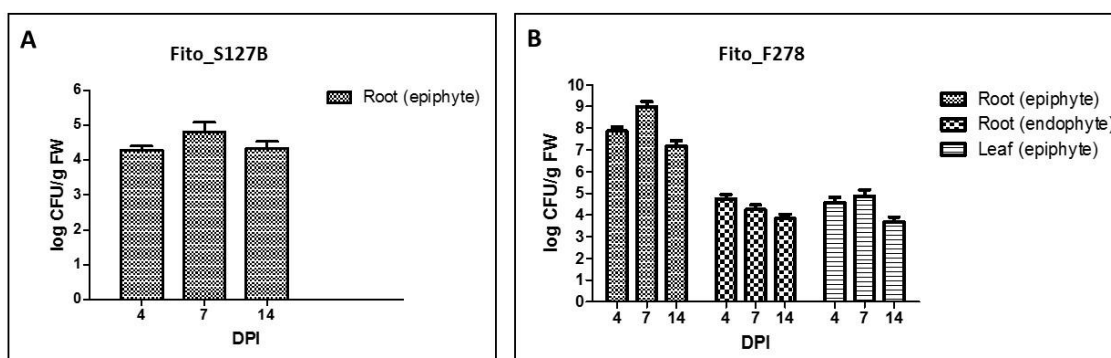 A
Fito_S127B
log CFU/g FW
6
5
4
3
2
1
0
4 7 14
DPI
Root (epiphyte)
B
Fito_F278
log CFU/g FW
10
9
8
7
6
5
4
3
2
1
0
4 7 14 4 7 14 4 7 14
DPI
Root (epiphyte)
Root (endophyte)
Leaf (epiphyte)